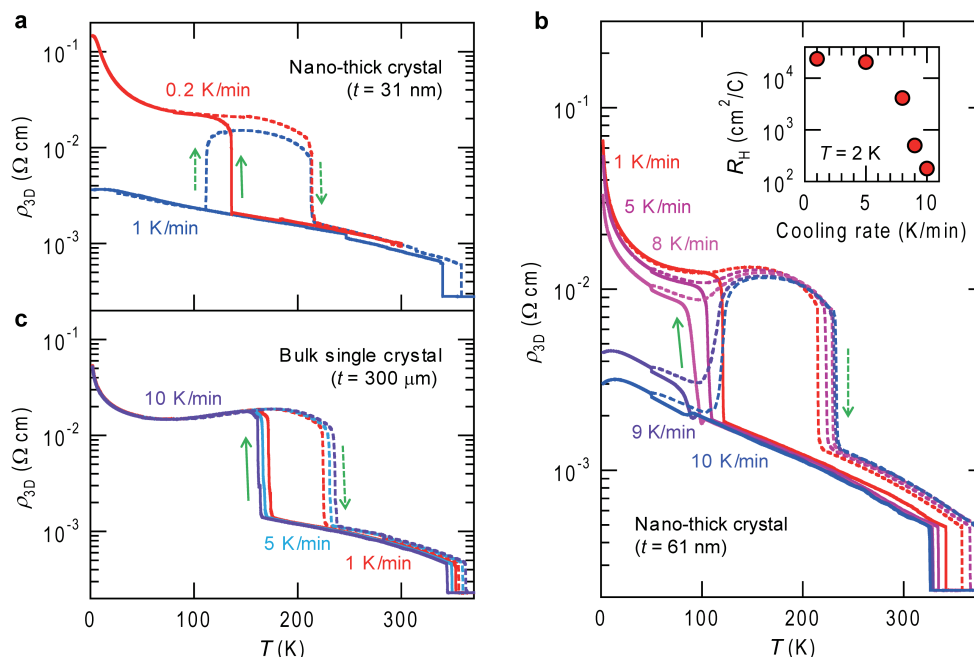 a
10⁻¹
10⁻²
10⁻³
ρ3D (Ω cm)
Nano-thick crystal
(t = 31 nm)
0.2 K/min
1 K/min
c
10⁻¹
10⁻²
10⁻³
ρ3D (Ω cm)
Bulk single crystal
(t = 300 μm)
10 K/min
5 K/min
1 K/min
0
100
200
300
T (K)
b
10⁻¹
10⁻²
10⁻³
ρ3D (Ω cm)
1 K/min
5 K/min
8 K/min
9 K/min
10 K/min
Nano-thick crystal
(t = 61 nm)
0
100
200
300
T (K)
10⁴
10³
10²
RH (cm²/C)
T = 2 K
0
5
10
Cooling rate (K/min)